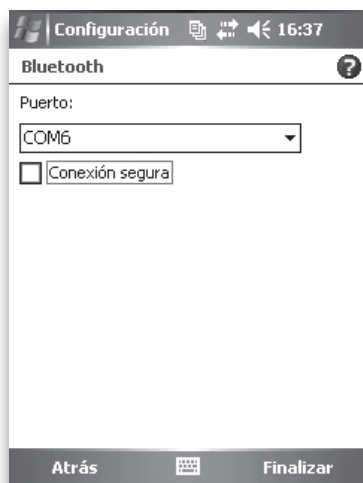 Configuración 16:37
Bluetooth ?
Puerto:
COM6
Conexión segura
Atrás Finalizar